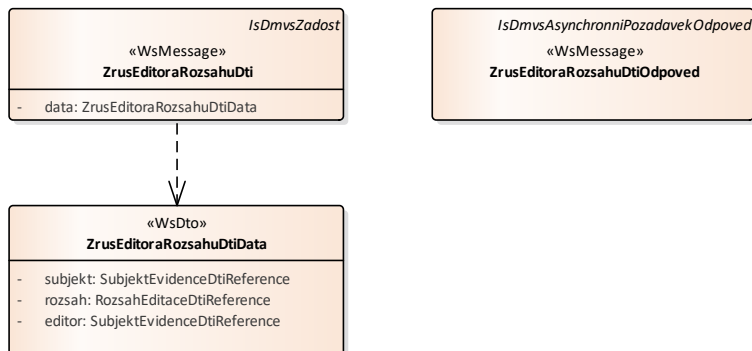 IsDmvsZadost
«WsMessage»
ZrusEditoraRozsahuDti
- data: ZrusEditoraRozsahuDtiData
IsDmvsAsynchronniPozadavekOdpoved
«WsMessage»
ZrusEditoraRozsahuDtiOdpoved
«WsDto»
ZrusEditoraRozsahuDtiData
- subjekt: SubjektEvidenceDtiReference
- rozsah: RozsahEditaceDtiReference
- editor: SubjektEvidenceDtiReference